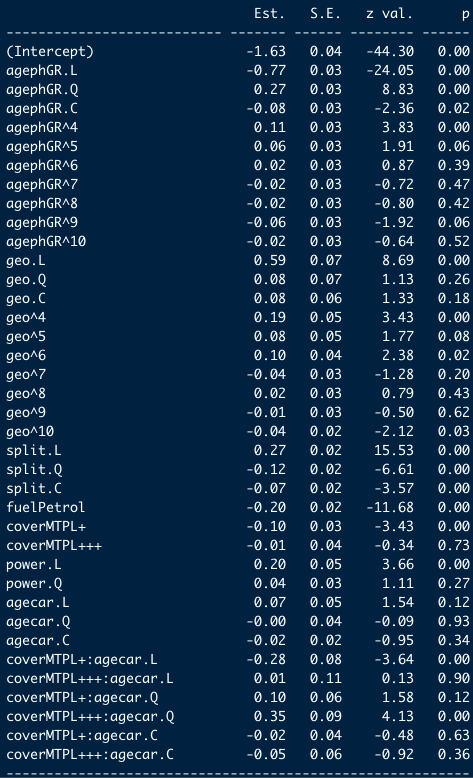 Est. S.E. z val. p
--------------------------- ------- ------ -------- ------
(Intercept) -1.63 0.04 -44.30 0.00
agephGR.L -0.77 0.03 -24.05 0.00
agephGR.Q 0.27 0.03 8.83 0.00
agephGR.C -0.08 0.03 -2.36 0.02
agephGR^4 0.11 0.03 3.83 0.00
agephGR^5 0.06 0.03 1.91 0.06
agephGR^6 0.02 0.03 0.87 0.39
agephGR^7 -0.02 0.03 -0.72 0.47
agephGR^8 -0.02 0.03 -0.80 0.42
agephGR^9 -0.06 0.03 -1.92 0.06
agephGR^10 -0.02 0.03 -0.64 0.52
geo.L 0.59 0.07 8.69 0.00
geo.Q 0.08 0.07 1.13 0.26
geo.C 0.08 0.06 1.33 0.18
geo^4 0.19 0.05 3.43 0.00
geo^5 0.08 0.05 1.77 0.08
geo^6 0.10 0.04 2.38 0.02
geo^7 -0.04 0.03 -1.28 0.20
geo^8 0.02 0.03 0.79 0.43
geo^9 -0.01 0.03 -0.50 0.62
geo^10 -0.04 0.02 -2.12 0.03
split.L 0.27 0.02 15.53 0.00
split.Q -0.12 0.02 -6.61 0.00
split.C -0.07 0.02 -3.57 0.00
fuelPetrol -0.20 0.02 -11.68 0.00
coverMTPL+ -0.10 0.03 -3.43 0.00
coverMTPL+++ -0.01 0.04 -0.34 0.73
power.L 0.20 0.05 3.66 0.00
power.Q 0.04 0.03 1.11 0.27
agecar.L 0.07 0.05 1.54 0.12
agecar.Q -0.00 0.04 -0.09 0.93
agecar.C -0.02 0.02 -0.95 0.34
coverMTPL+:agecar.L -0.28 0.08 -3.64 0.00
coverMTPL+++:agecar.L 0.01 0.11 0.13 0.90
coverMTPL+:agecar.Q 0.10 0.06 1.58 0.12
coverMTPL+++:agecar.Q 0.35 0.09 4.13 0.00
coverMTPL+:agecar.C -0.02 0.04 -0.48 0.63
coverMTPL+++:agecar.C -0.05 0.06 -0.92 0.36
-----------------------------------------------------------